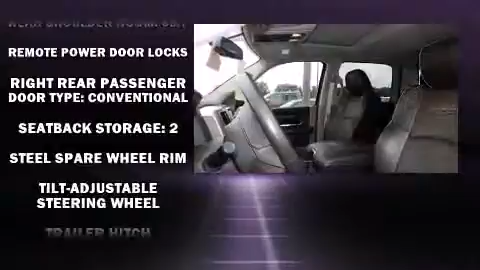 REMOTE POWER DOOR LOCKS
RIGHT REAR PASSENGER
DOOR TYPE: CONVENTIONAL
SEATBACK STORAGE: 2
STEEL SPARE WHEEL RIM
TILT-ADJUSTABLE
STEERING WHEEL
TRAILER HITCH